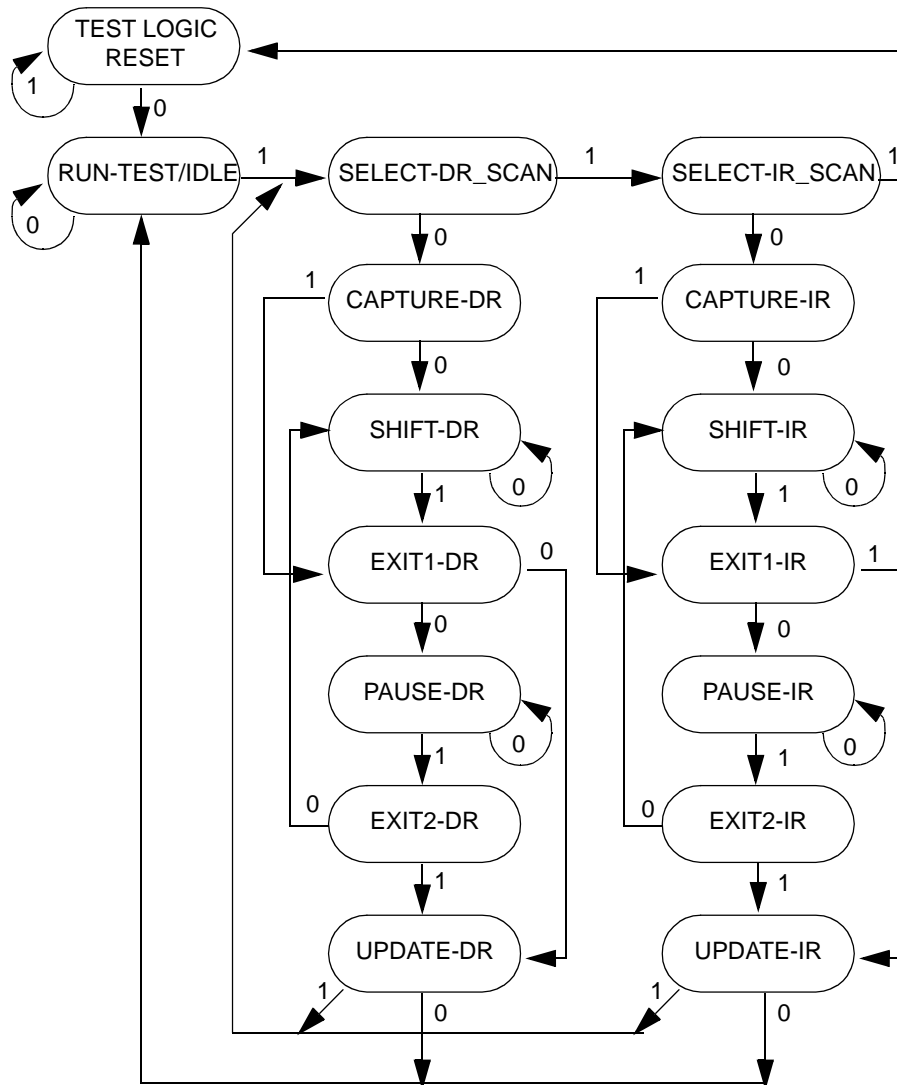 TEST LOGIC
RESET
1
0
RUN-TEST/IDLE
1
SELECT-DR_SCAN
1
SELECT-IR_SCAN
1
0
0
0
1
CAPTURE-DR
1
CAPTURE-IR
0
0
SHIFT-DR
SHIFT-IR
0
0
1
1
EXIT1-DR
0
EXIT1-IR
1
0
0
PAUSE-DR
PAUSE-IR
0
0
1
1
0
EXIT2-DR
0
EXIT2-IR
1
1
UPDATE-DR
UPDATE-IR
1
0
1
0